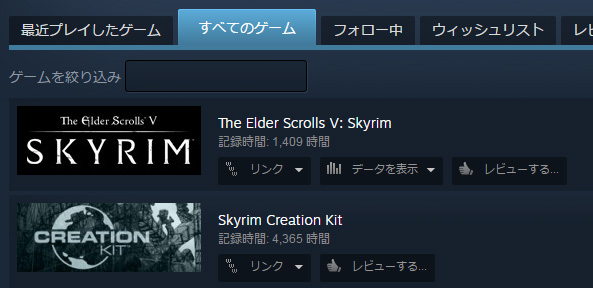 最近プレイしたゲーム すべてのゲーム フォロー中 ウィッシュリスト レビ
ゲームを絞り込み
The Elder Scrolls V
SKYRIM
The Elder Scrolls V: Skyrim
記録時間: 1,409 時間
リンク データを表示 レビューする...
CREATION
KIT
Skyrim Creation Kit
記録時間: 4,365 時間
リンク レビューする...